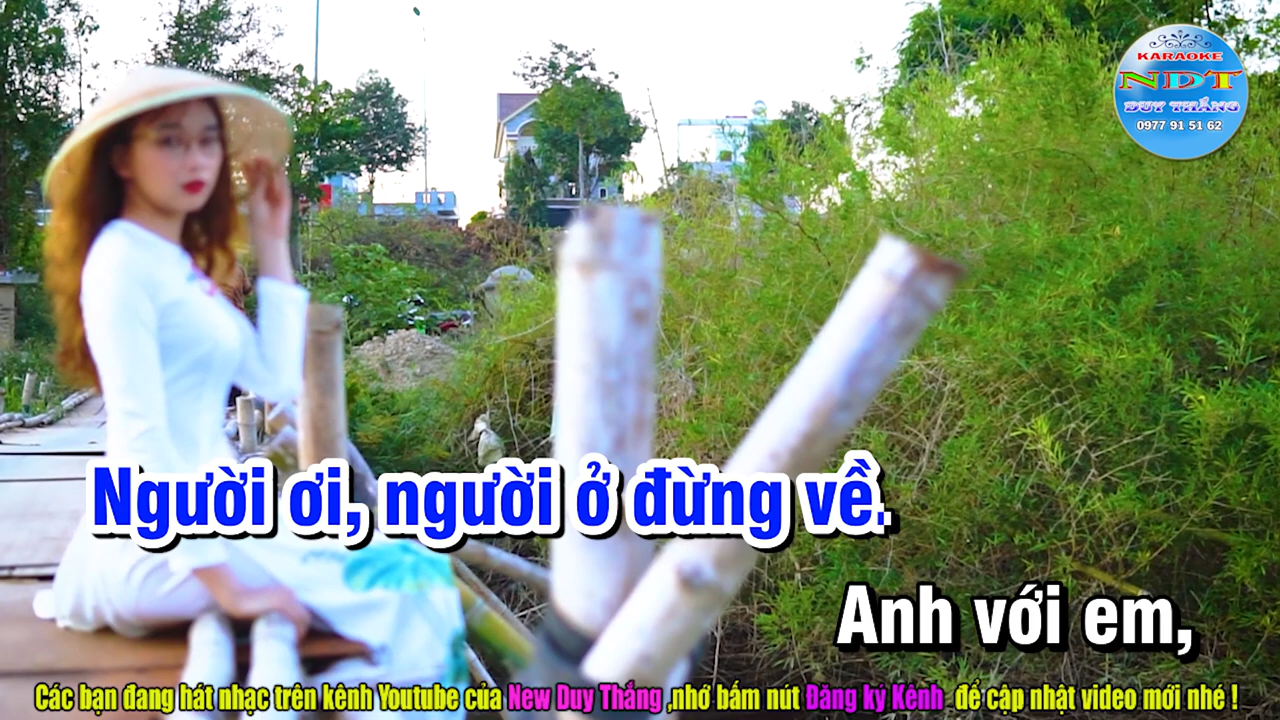 KARAOKE
NDT
DUY THẮNG
0977 91 51 62
Người ơi, người ở đừng về.
Anh với em,
Các bạn đang hát nhạc trên kênh Youtube của New Duy Thắng ,nhớ bấm nút Đăng ký Kênh để cập nhật video mới nhé !